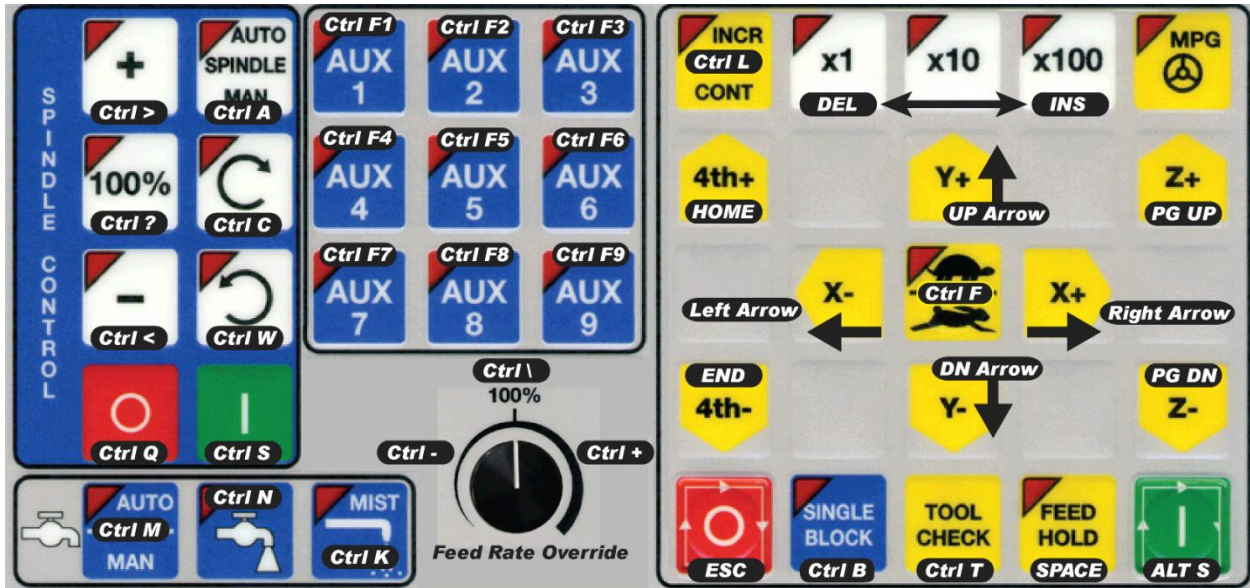 SPINDLE CONTROL
+
Ctrl >
AUTO
SPINDLE
MAN
Ctrl A
100%
Ctrl ?
Ctrl C
-
Ctrl <
Ctrl W
Ctrl Q
Ctrl S
AUTO
Ctrl M
MAN
Ctrl N
MIST
Ctrl K
Ctrl F1
AUX
1
Ctrl F2
AUX
2
Ctrl F3
AUX
3
Ctrl F4
AUX
4
Ctrl F5
AUX
5
Ctrl F6
AUX
6
Ctrl F7
AUX
7
Ctrl F8
AUX
8
Ctrl F9
AUX
9
Ctrl \
100%
Ctrl -
Ctrl +
Feed Rate Override
INCR
Ctrl L
CONT
x1
DEL
x10
x100
INS
MPG
4th+
HOME
Y+
UP Arrow
Z+
PG UP
X-
Left Arrow
Ctrl F
X+
Right Arrow
END
4th-
DN Arrow
Y-
PG DN
Z-
ESC
SINGLE
BLOCK
Ctrl B
TOOL
CHECK
Ctrl T
FEED
HOLD
SPACE
ALT S